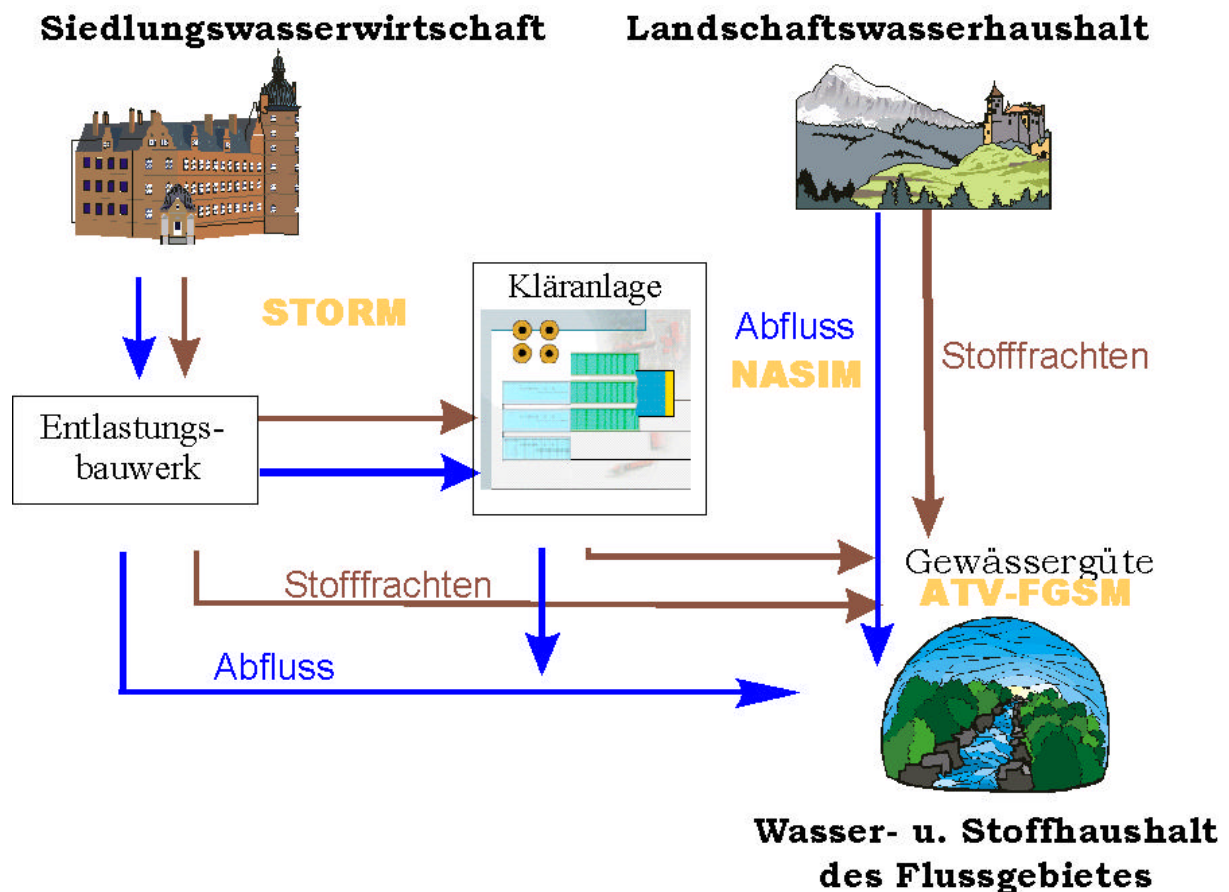 Siedlungswasserwirtschaft
Landschaftswasserhaushalt
STORM
Kläranlage
Abfluss
NASIM
Stofffrachten
Entlastungs-
bauwerk
Gewässergüte
ATV-FGSM
Stofffrachten
Abfluss
Wasser- u. Stoffhaushalt
des Flussgebietes